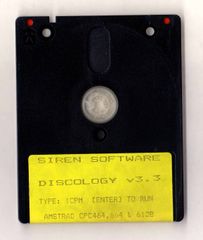 SIREN SOFTWARE
DISCOLOGY v3.3
TYPE: |CPM [ENTER] TO RUN
AMSTRAD CPC464,664 & 6128